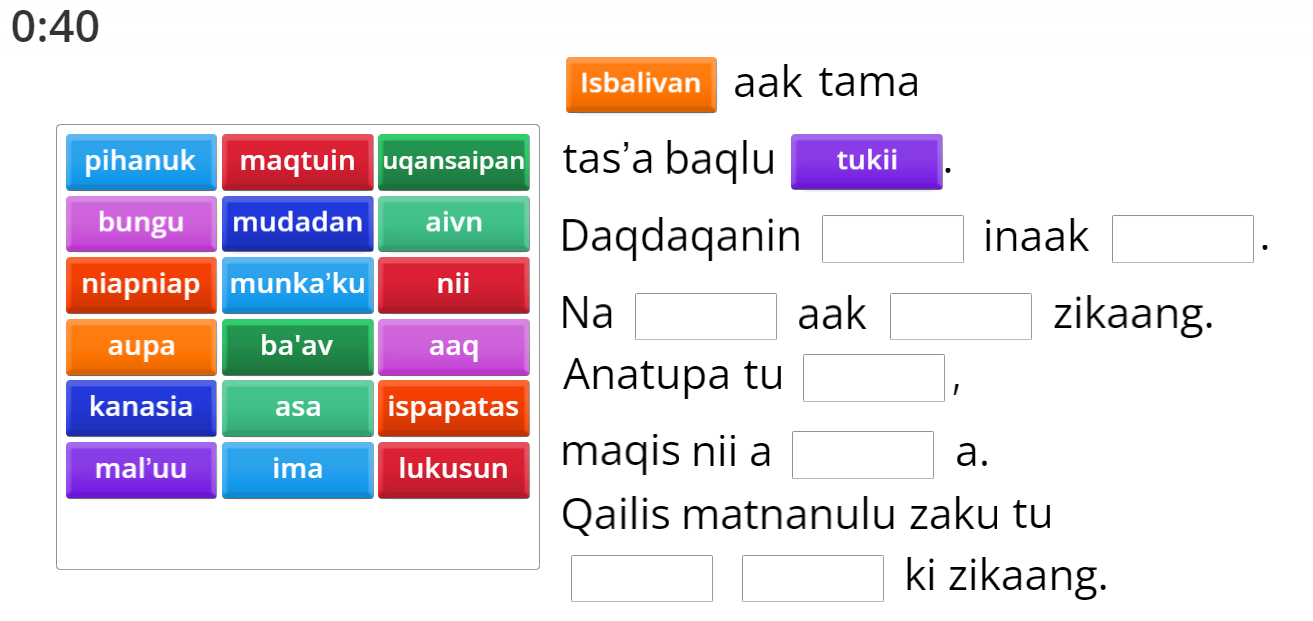 0:40
Isbalivan aak tama
tas’a baqlu tukii.
Daqdaqanin inaak .
Na aak zikaang.
Anatupa tu ,
maqis nii a a.
Qailis matnanulu zaku tu
ki zikaang.
pihanuk maqtuin uqansaipan
bungu mudadan aivn
niapniap munka’ku nii
aupa ba'av aaq
kanasia asa ispapatas
mal’uu ima lukusun